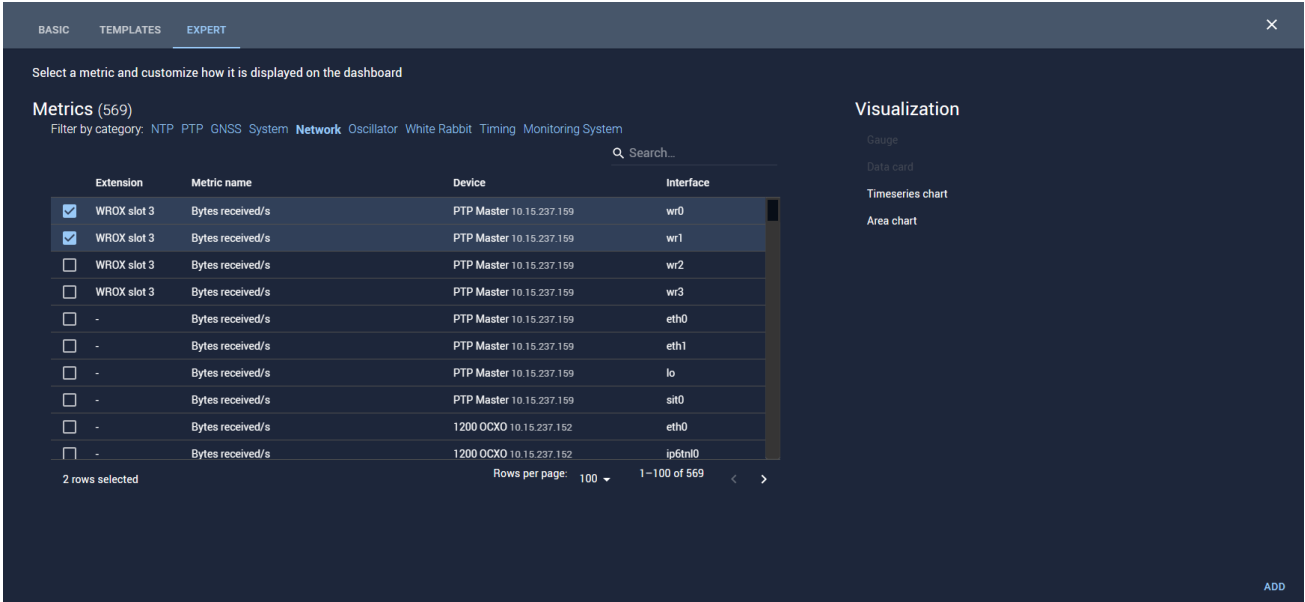 BASIC TEMPLATES EXPERT
Select a metric and customize how it is displayed on the dashboard
Metrics (569)
Filter by category: NTP PTP GNSS System Network Oscillator White Rabbit Timing Monitoring System
Search...
Extension Metric name Device Interface
WROX slot 3 Bytes received/s PTP Master 10.15.237.159 wr0
WROX slot 3 Bytes received/s PTP Master 10.15.237.159 wr1
WROX slot 3 Bytes received/s PTP Master 10.15.237.159 wr2
WROX slot 3 Bytes received/s PTP Master 10.15.237.159 wr3
- Bytes received/s PTP Master 10.15.237.159 eth0
- Bytes received/s PTP Master 10.15.237.159 eth1
- Bytes received/s PTP Master 10.15.237.159 lo
- Bytes received/s PTP Master 10.15.237.159 sit0
- Bytes received/s 1200 OCXO 10.15.237.152 eth0
- Bytes received/s 1200 OCXO 10.15.237.152 ip6tnl0
2 rows selected Rows per page: 100 1–100 of 569
Visualization
Gauge
Data card
Timeseries chart
Area chart
ADD